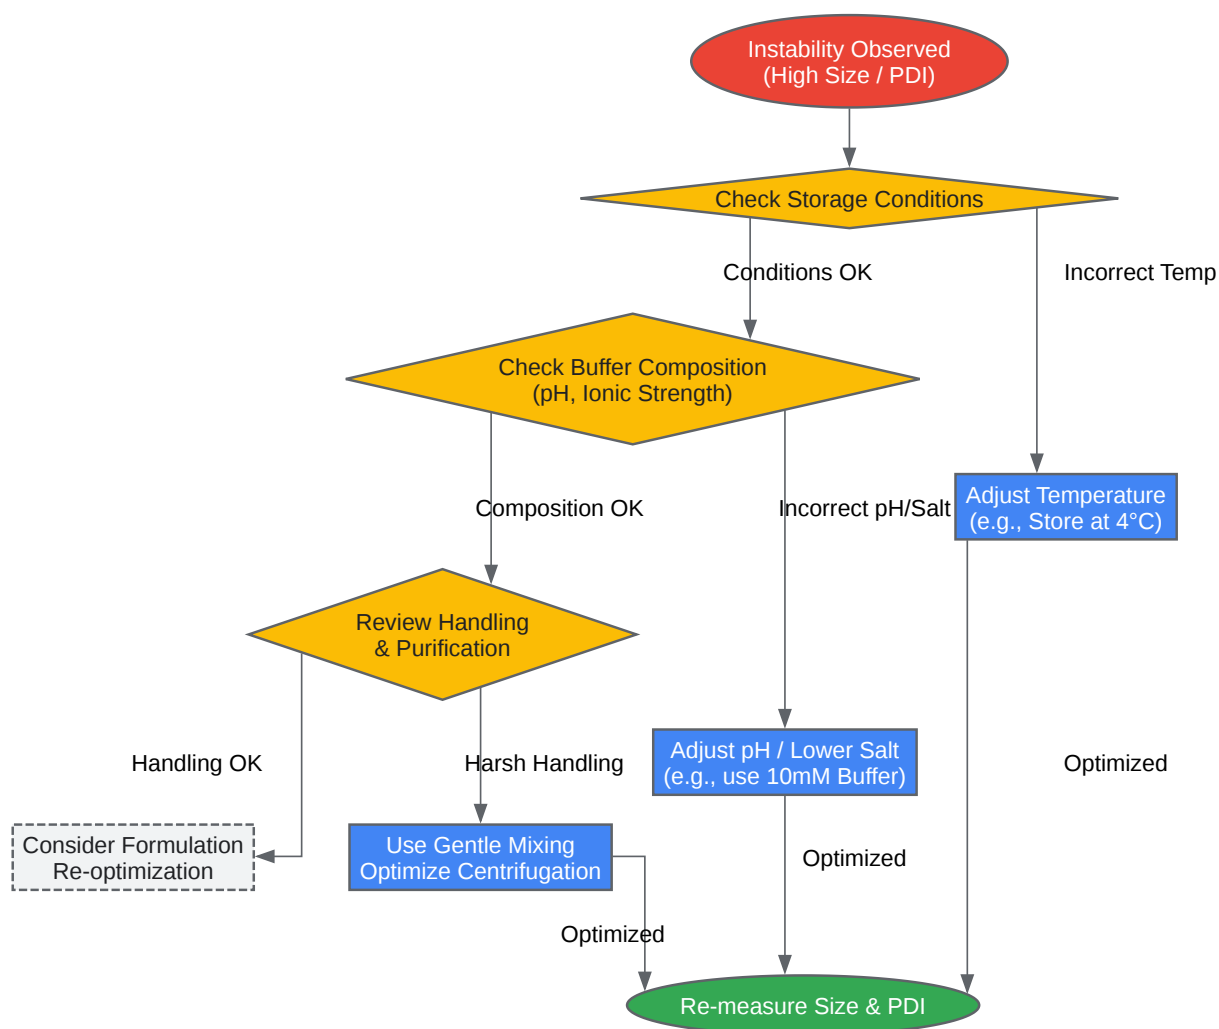 Instability Observed
(High Size / PDI)
Check Storage Conditions
Conditions OK
Incorrect Temp
Check Buffer Composition
(pH, Ionic Strength)
Composition OK
Incorrect pH/Salt
Adjust Temperature
(e.g., Store at 4°C)
Review Handling
& Purification
Handling OK
Harsh Handling
Adjust pH / Lower Salt
(e.g., use 10mM Buffer)
Optimized
Consider Formulation
Re-optimization
Use Gentle Mixing
Optimize Centrifugation
Optimized
Optimized
Re-measure Size & PDI